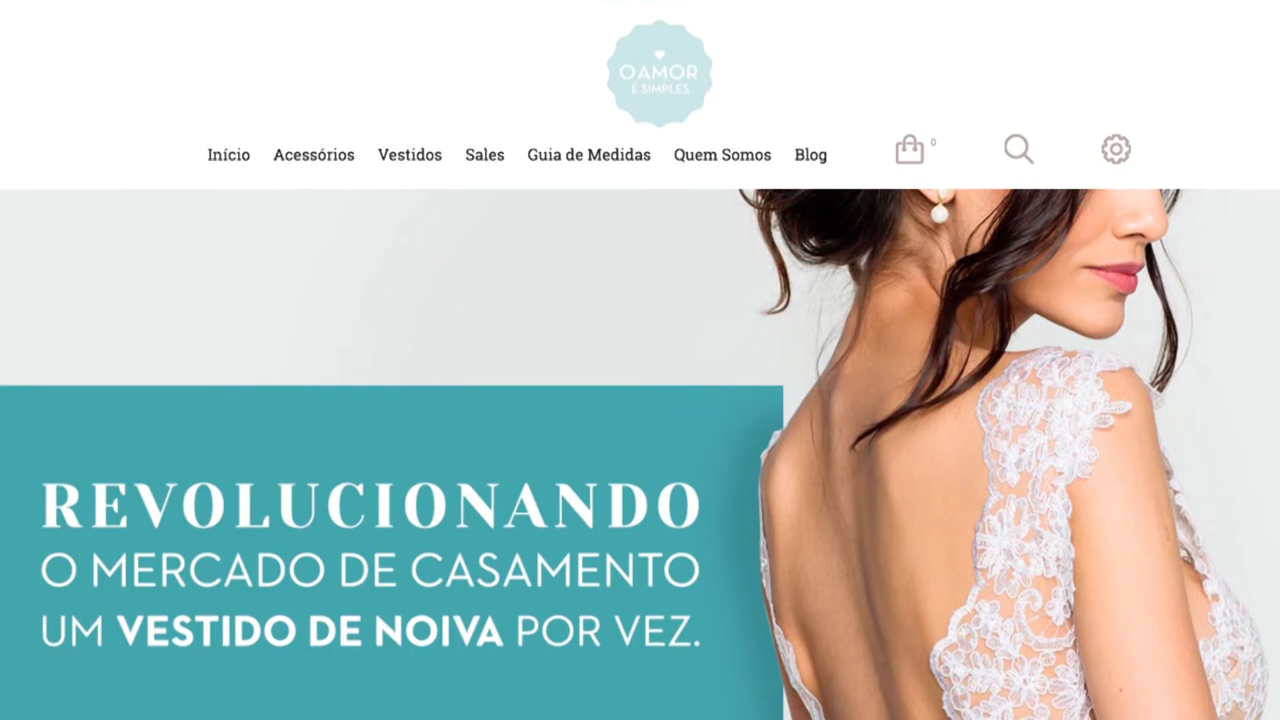 O AMOR
É SIMPLES
Início Acessórios Vestidos Sales Guia de Medidas Quem Somos Blog
0
REVOLUCIONANDO
O MERCADO DE CASAMENTO
UM VESTIDO DE NOIVA POR VEZ.